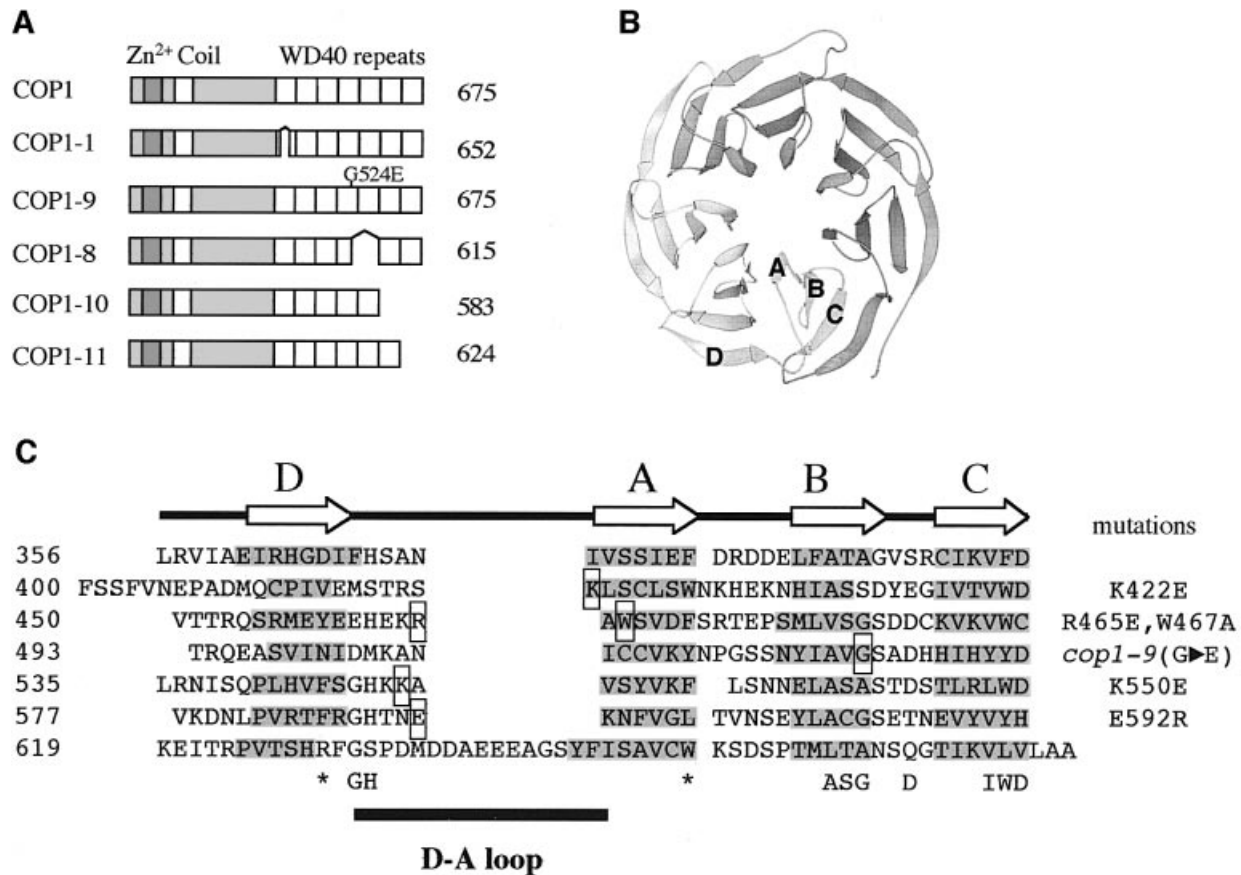 A
Zn2+ Coil WD40 repeats
COP1 675
COP1-1 652
G524E
COP1-9 675
COP1-8 615
COP1-10 583
COP1-11 624
B
A
B
C
D
C
D A B C
mutations
356 LRVIAEIRHGDIFHSAN IVSSIEF DRDDELFATAGVSRCIKVFD
400 FSSFVNEPADMQCPIVEMSTRS KLSCLSWNKHEKNHIASSDYEGIVTVWD K422E
450 VTTRQSRMEYEEHEKR AWSVDFSRTEPSMLVSGSDDCKVKVWC R465E,W467A
493 TRQEASVINIDMKAN ICCVKYNPGSSNYIAVGSADHHIHYYD cop1-9(G▶E)
535 LRNISQPLHVFSGHKKA VSYVKF LSNNELASASTDSTLRLWD K550E
577 VKDNLPVRTFRGHTNE KNFVGL TVNSEYLACGSETNEVYVYH E592R
619 KEITRPVTSHRFGSPDMDDAEEEAGSYFISAVCW KSDSPTMLTANSQGTIKVLVLAA
* GH * ASG D IWD
D-A loop